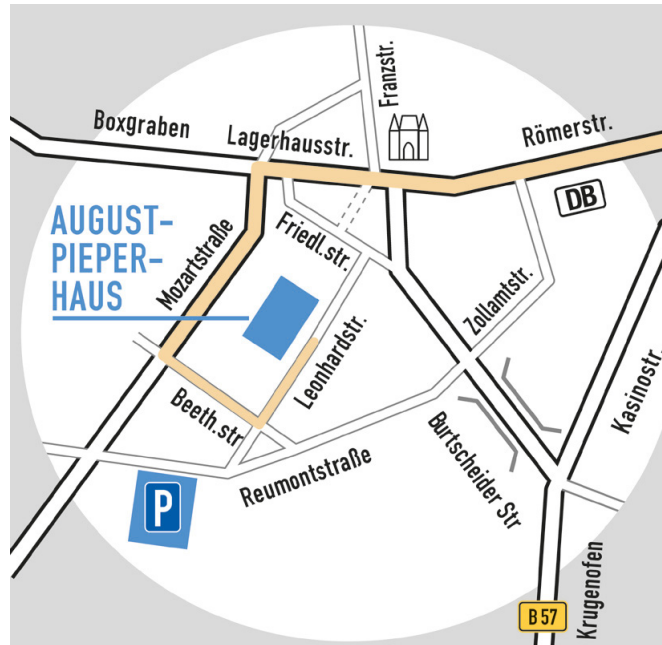 Franzstr.
Boxgraben
Lagerhausstr.
Römerstr.
DB
AUGUST-
PIEPER-
HAUS
Mozartstraße
Friedl.str.
Zollamtstr.
Leonhardstr.
Kasinostr.
Beeth.str
Reumontstraße
Burtscheider Str
P
Krugenofen
B 57